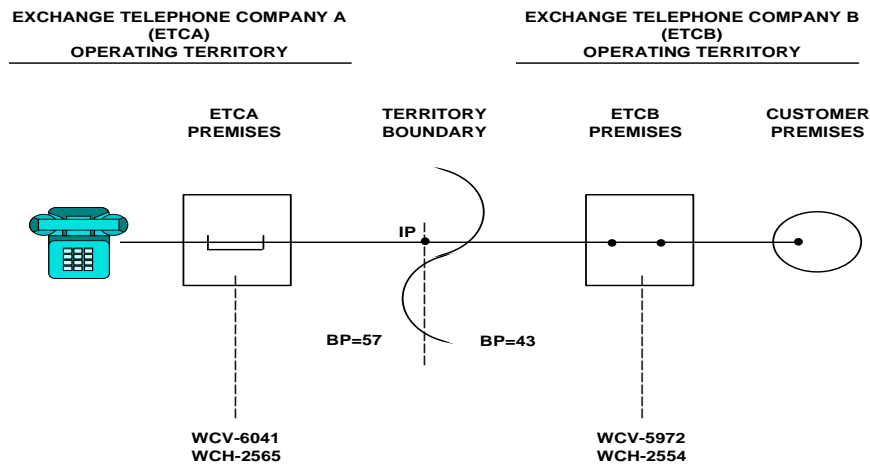 EXCHANGE TELEPHONE COMPANY A
(ETCA)
OPERATING TERRITORY
EXCHANGE TELEPHONE COMPANY B
(ETCB)
OPERATING TERRITORY
ETCA
PREMISES
TERRITORY
BOUNDARY
ETCB
PREMISES
CUSTOMER
PREMISES
IP
BP=57
BP=43
WCV-6041
WCH-2565
WCV-5972
WCH-2554